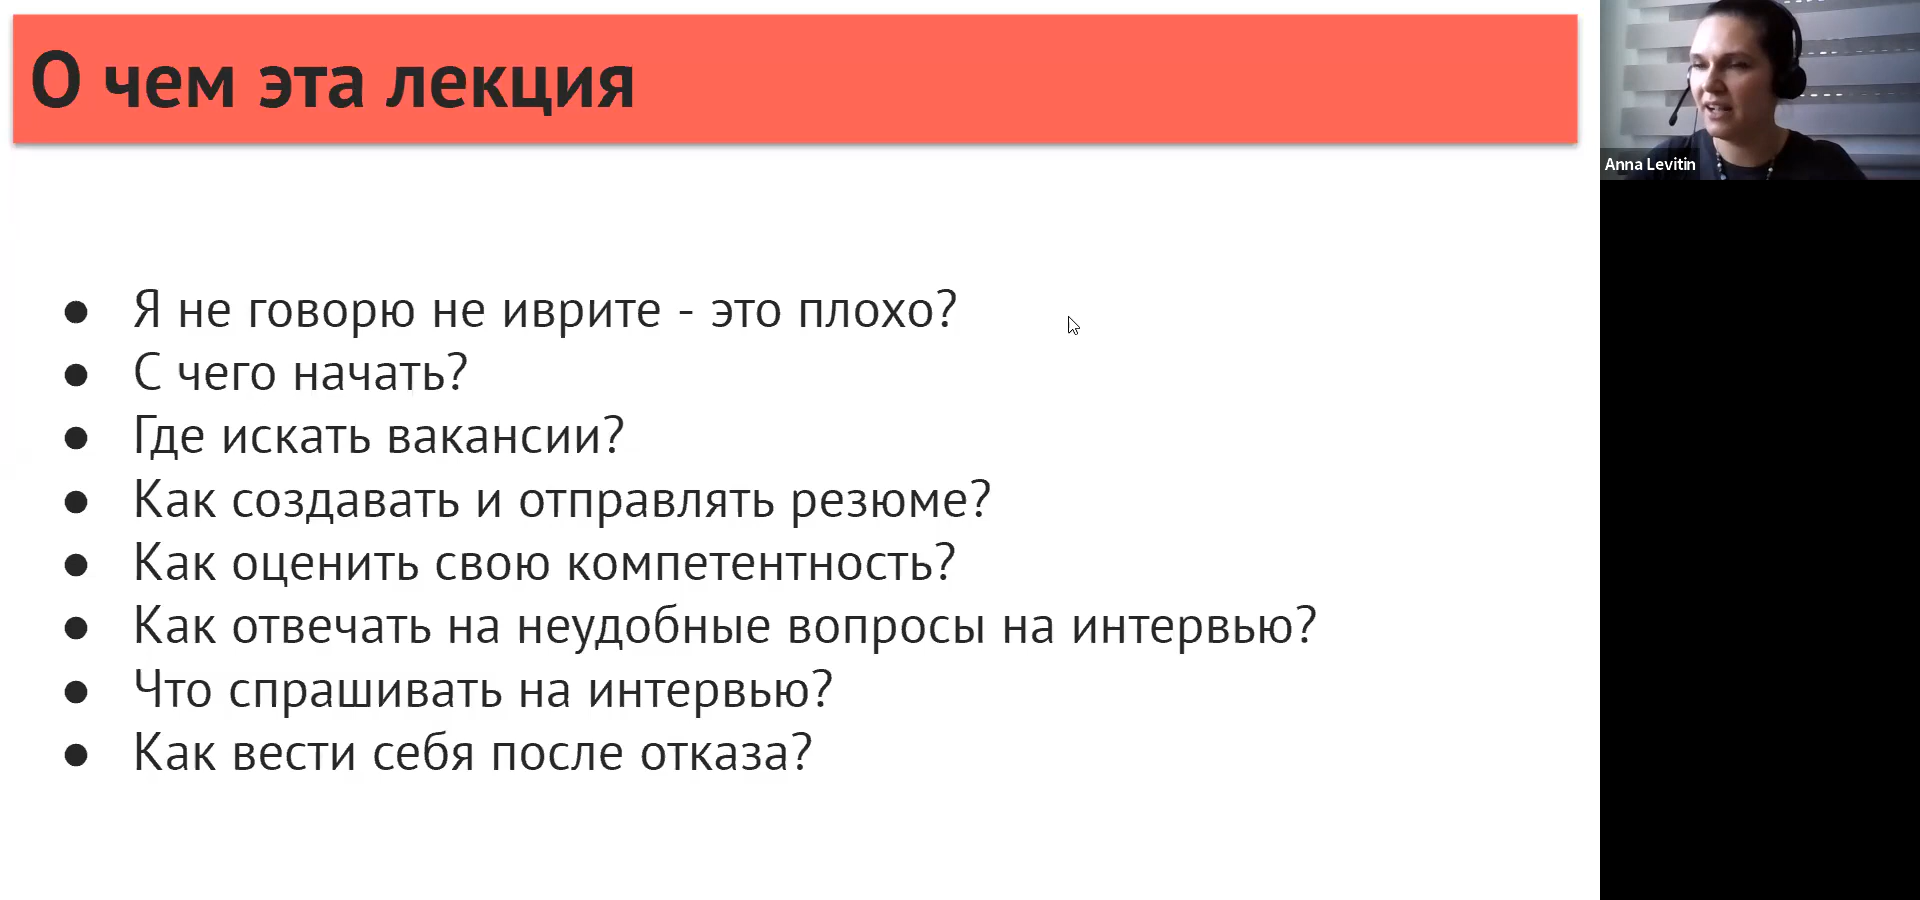 О чем эта лекция
Anna Levitin
● Я не говорю не иврите - это плохо?
● С чего начать?
● Где искать вакансии?
● Как создавать и отправлять резюме?
● Как оценить свою компетентность?
● Как отвечать на неудобные вопросы на интервью?
● Что спрашивать на интервью?
● Как вести себя после отказа?